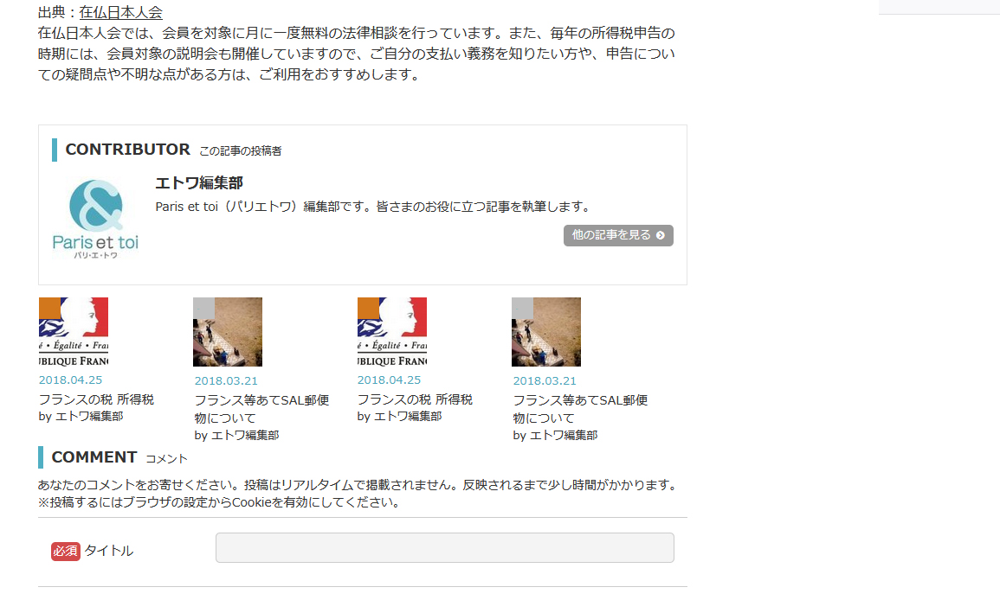 出典：在仏日本人会
在仏日本人会では、会員を対象に月に一度無料の法律相談を行っています。また、毎年の所得税申告の
時期には、会員対象の説明会も開催していますので、ご自分の支払い義務を知りたい方や、申告につい
ての疑問点や不明な点がある方は、ご利用をおすすめします。
CONTRIBUTOR この記事の投稿者
エトワ編集部
Paris et toi（パリエトワ）編集部です。皆さまのお役に立つ記事を執筆します。
他の記事を見る
&
Paris et toi
パリ・エ・トワ
é • Égalité • Fra
UBLIQUE FRAN
2018.04.25
フランスの税 所得税
by エトワ編集部
2018.03.21
フランス等あてSAL郵便
物について
by エトワ編集部
é • Égalité • Fra
UBLIQUE FRAN
2018.04.25
フランスの税 所得税
by エトワ編集部
2018.03.21
フランス等あてSAL郵便
物について
by エトワ編集部
COMMENT コメント
あなたのコメントをお寄せください。投稿はリアルタイムで掲載されません。反映されるまで少し時間がかかります。
※投稿するにはブラウザの設定からCookieを有効にしてください。
必須 タイトル